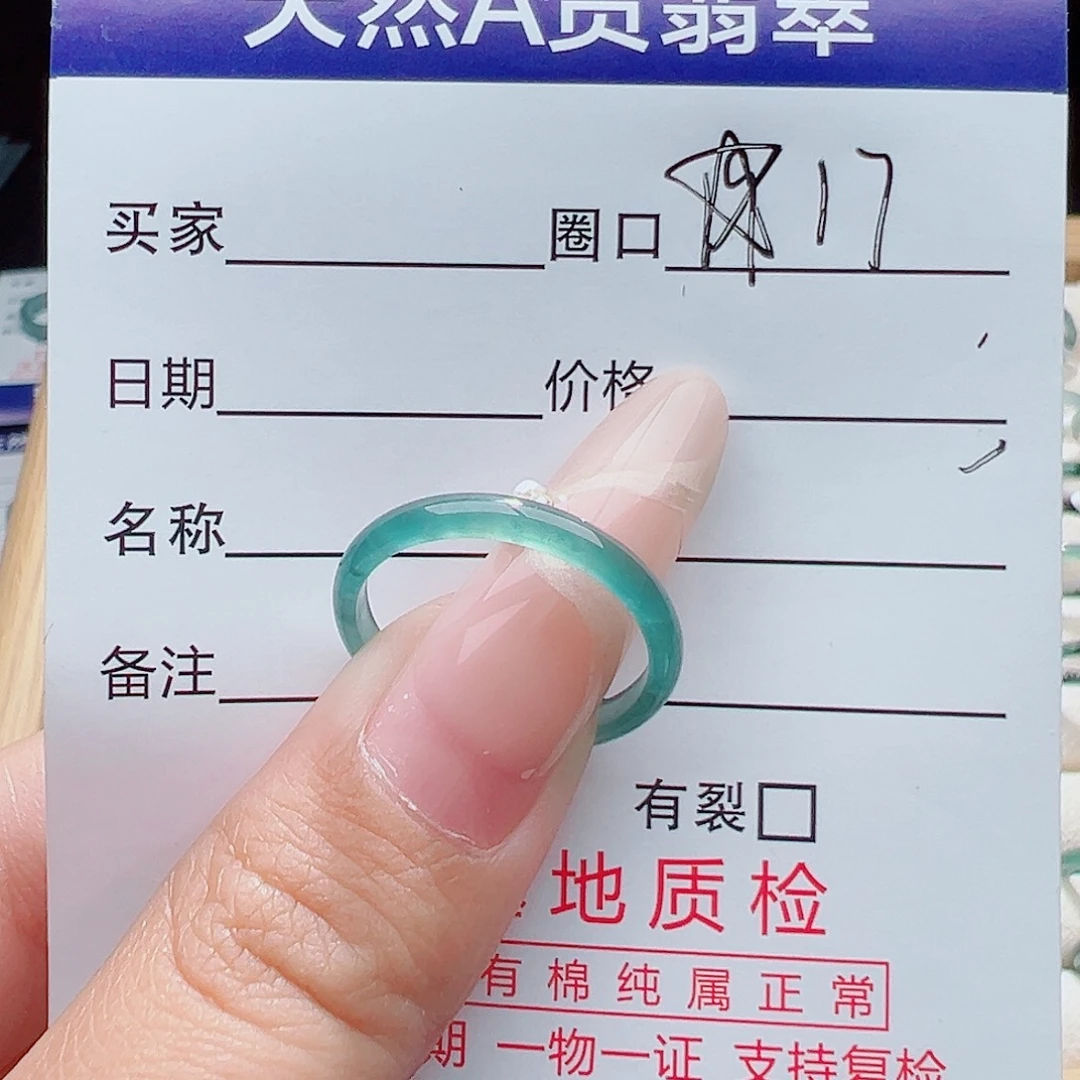 天然A货翡翠
买家 圈口 17
日期 价格
名称
备注
有裂
地质检
有棉纯属正常
期 一物一证 支持复检